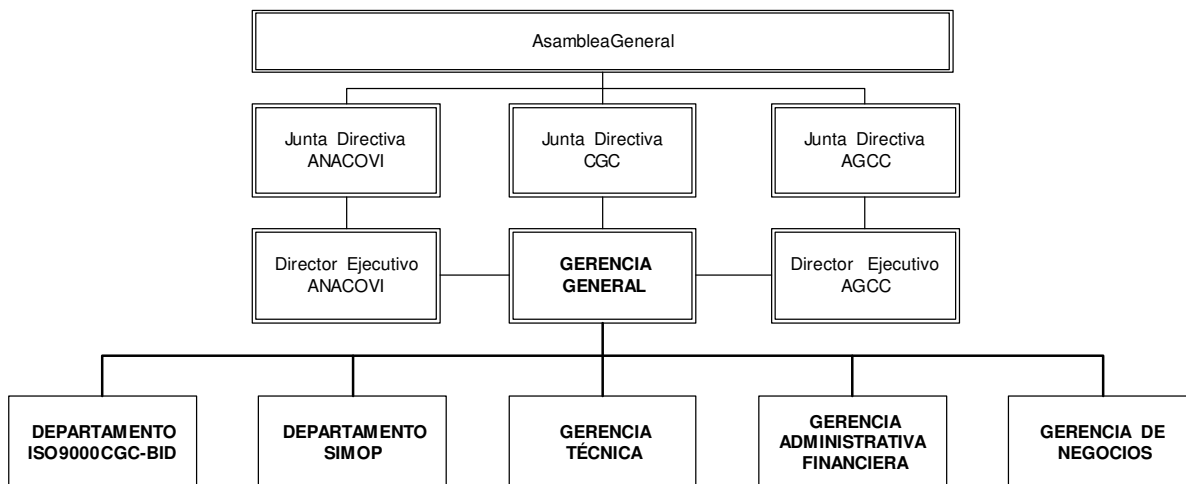 AsambleaGeneral
Junta Directiva
ANACOVI
Junta Directiva
CGC
Junta Directiva
AGCC
Director Ejecutivo
ANACOVI
GERENCIA
GENERAL
Director Ejecutivo
AGCC
DEPARTAMENTO
ISO9000CGC-BID
DEPARTAMENTO
SIMOP
GERENCIA
TÉCNICA
GERENCIA
ADMINISTRATIVA
FINANCIERA
GERENCIA DE
NEGOCIOS